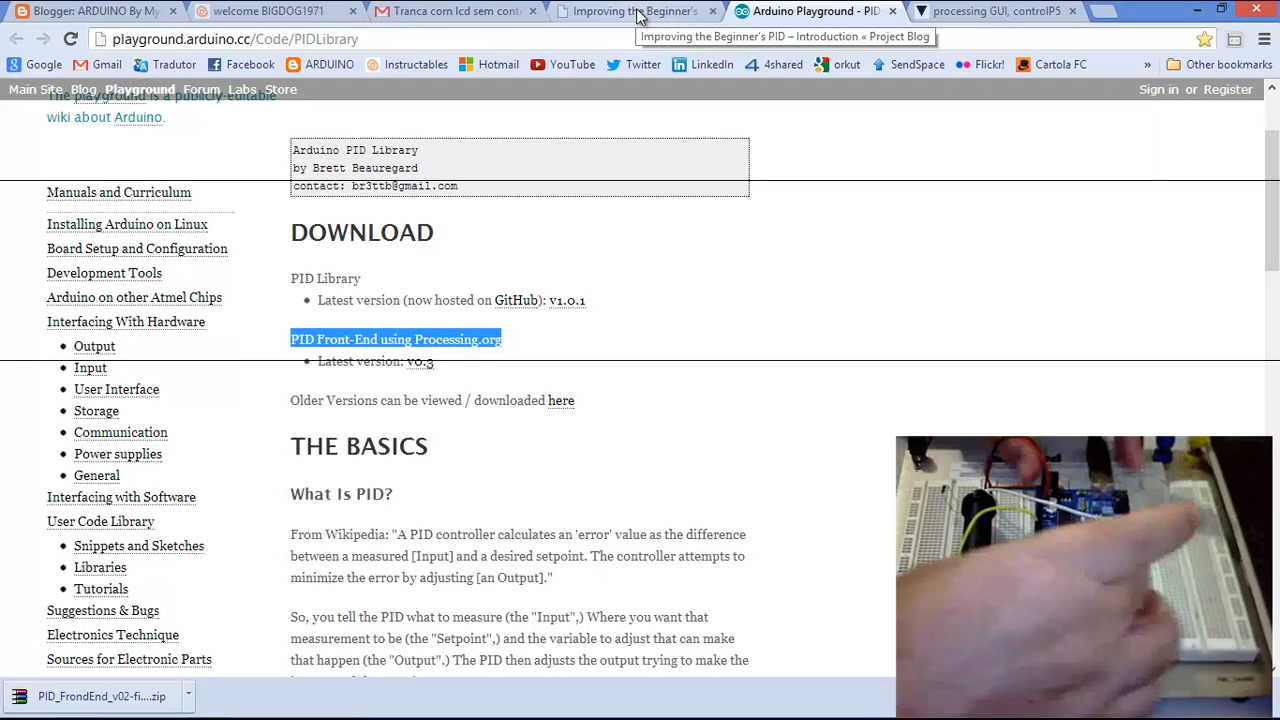 Blogger: ARDUINO By My
welcome BIGDOG1971
Tranca com lcd sem cont
Improving the Beginner's
Arduino Playground - PID
processing GUI, controlP5
playground.arduino.cc/Code/PIDLibrary
Improving the Beginner's PID – Introduction « Project Blog
Google
Gmail
Tradutor
Facebook
ARDUINO
Instructables
Hotmail
YouTube
Twitter
LinkedIn
4shared
orkut
SendSpace
Flickr!
Cartola FC
»
Other bookmarks
Main Site Blog Playground Forum Labs Store
Sign in or Register
The playground is a publicly-editable
wiki about Arduino.
Manuals and Curriculum
Installing Arduino on Linux
Board Setup and Configuration
Development Tools
Arduino on other Atmel Chips
Interfacing With Hardware
Output
Input
User Interface
Storage
Communication
Power supplies
General
Interfacing with Software
User Code Library
Snippets and Sketches
Libraries
Tutorials
Suggestions & Bugs
Electronics Technique
Sources for Electronic Parts
Arduino PID Library
by Brett Beauregard
contact: br3ttb@gmail.com
DOWNLOAD
PID Library
Latest version (now hosted on GitHub): v1.0.1
PID Front-End using Processing.org
Latest version: v0.3
Older Versions can be viewed / downloaded here
THE BASICS
What Is PID?
From Wikipedia: "A PID controller calculates an 'error' value as the difference
between a measured [Input] and a desired setpoint. The controller attempts to
minimize the error by adjusting [an Output]."
So, you tell the PID what to measure (the "Input",) Where you want that
measurement to be (the "Setpoint",) and the variable to adjust that can make
that happen (the "Output".) The PID then adjusts the output trying to make the
PID_FrondEnd_v02-fi....zip